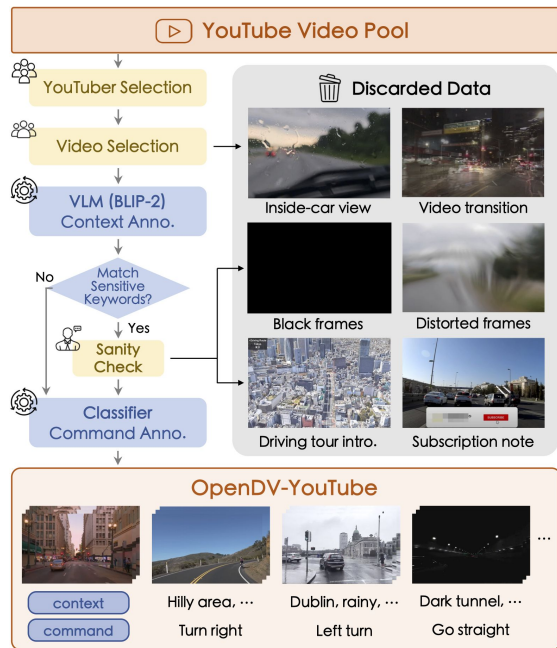 YouTube Video Pool
YouTuber Selection
Video Selection
VLM (BLIP-2)
Context Anno.
No
Match
Sensitive
Keywords?
Yes
Sanity
Check
Classifier
Command Anno.
Discarded Data
Inside-car view
Video transition
Black frames
Distorted frames
Driving tour intro.
Subscription note
SUBSCRIBE
OpenDV-YouTube
context
Hilly area, ...
Dublin, rainy, ...
Dark tunnel, ...
...
command
Turn right
Left turn
Go straight